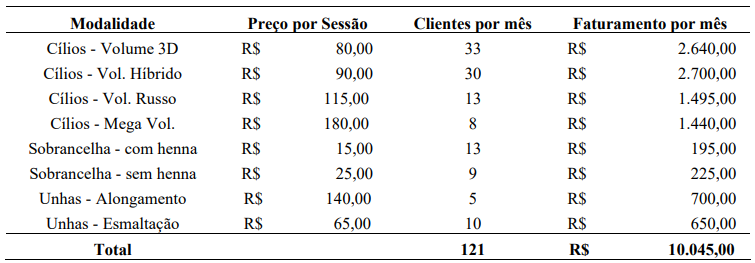 Modalidade Preço por Sessão Clientes por mês Faturamento por mês
Cílios - Volume 3D R$ 80,00 33 R$ 2.640,00
Cílios - Vol. Híbrido R$ 90,00 30 R$ 2.700,00
Cílios - Vol. Russo R$ 115,00 13 R$ 1.495,00
Cílios - Mega Vol. R$ 180,00 8 R$ 1.440,00
Sobrancelha - com henna R$ 15,00 13 R$ 195,00
Sobrancelha - sem henna R$ 25,00 9 R$ 225,00
Unhas - Alongamento R$ 140,00 5 R$ 700,00
Unhas - Esmaltação R$ 65,00 10 R$ 650,00
Total 121 R$ 10.045,00